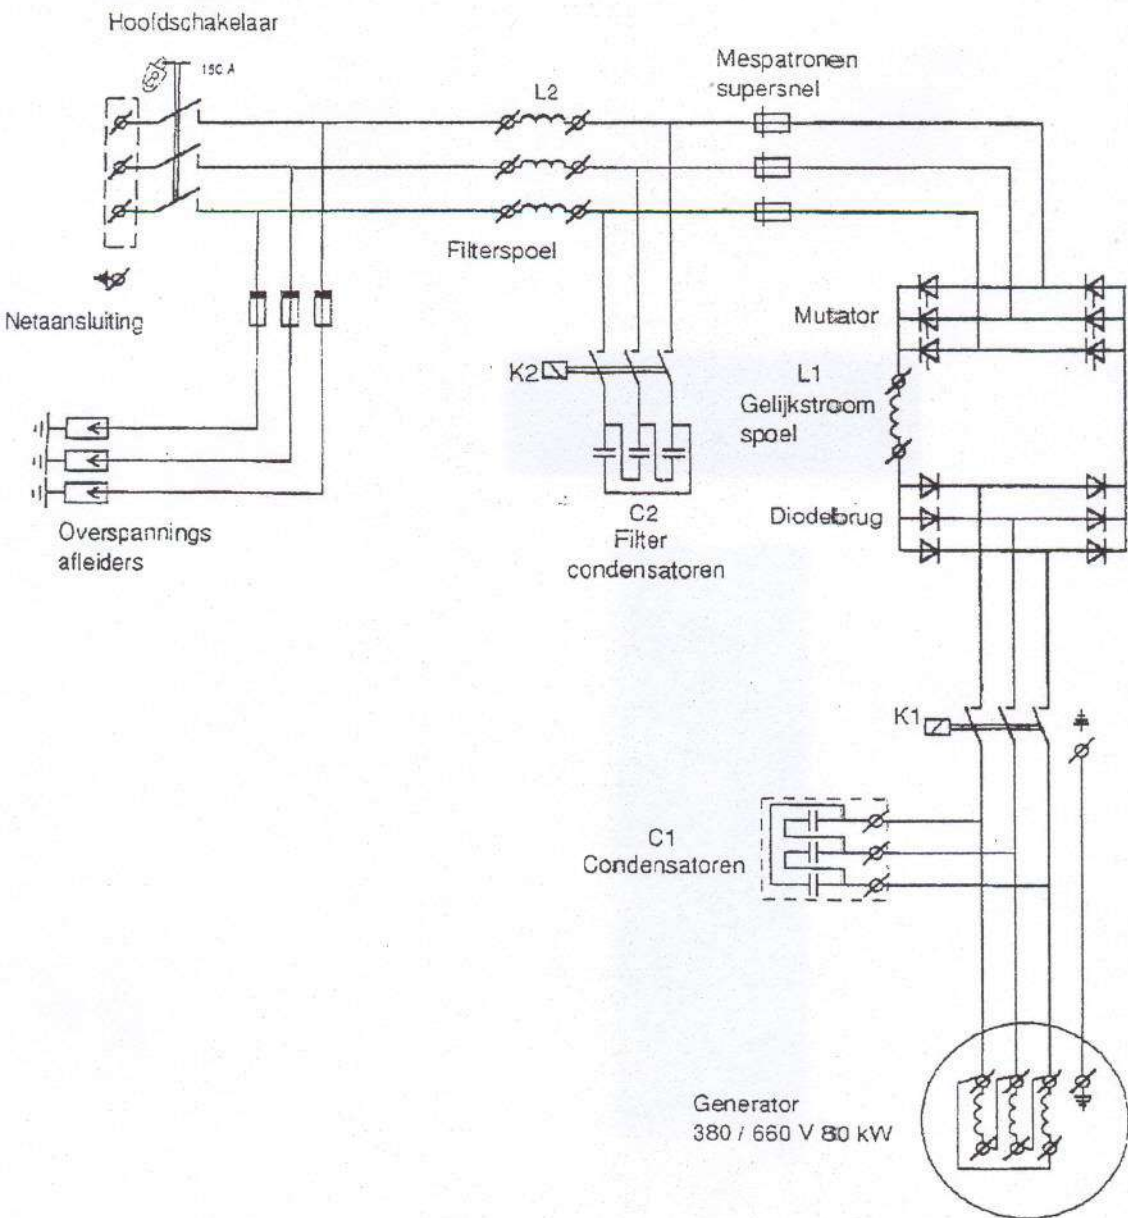 Hoofdschakelaar
150 A
L2
Mespatronen
supersnel
Filterspoel
Netaansluiting
Mutator
K2
L1
Gelijkstroom
spoel
C2
Filter
condensatoren
Diodebrug
Overspannings
afleiders
K1
C1
Condensatoren
Generator
380 / 660 V 80 kW